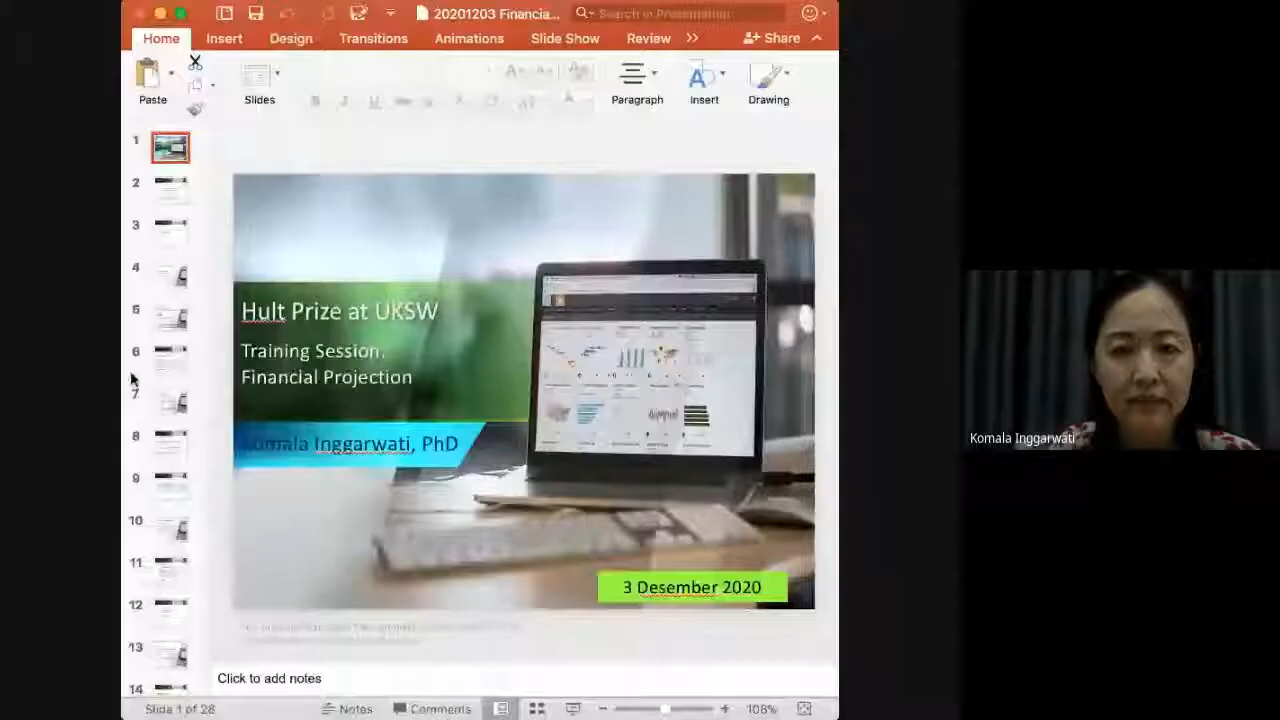 20201203 Financia...
Search in Presentation
Home
Insert
Design
Transitions
Animations
Slide Show
Review
Share
Paste
Slides
Paragraph
Insert
Drawing
1
2
3
4
5
6
7
8
9
10
11
12
13
14
Hult Prize at UKSW
Training Session.
Financial Projection
Komala Inggarwati, PhD
3 Desember 2020
Click to add notes
Slide 1 of 28
Notes
Comments
108%
Komala Inggarwati